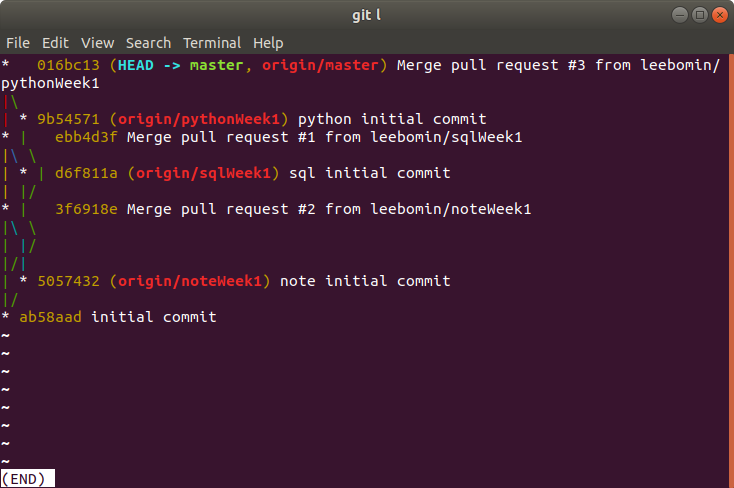 git l
File Edit View Search Terminal Help
*   016bc13 (HEAD -> master, origin/master) Merge pull request #3 from leebomin/
pythonWeek1
|\
| * 9b54571 (origin/pythonWeek1) python initial commit
* |   ebb4d3f Merge pull request #1 from leebomin/sqlWeek1
|\ \
| * | d6f811a (origin/sqlWeek1) sql initial commit
| |/
* |   3f6918e Merge pull request #2 from leebomin/noteWeek1
|\ \
| |/
|/|
| * 5057432 (origin/noteWeek1) note initial commit
|/
* ab58aad initial commit
~
~
~
~
~
~
~
~
(END)